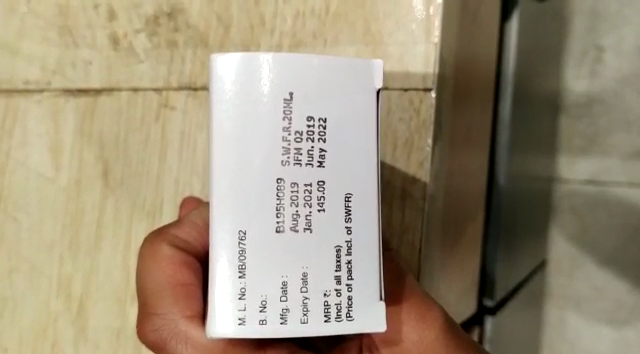 M. L. No.: MB/09/762
B. No.: B195H089 S.W.F.R.20ML.
Mfg. Date : Aug. 2019 JFM 02
Expiry Date : Jan. 2021 Jun. 2019
MRP ₹: 145.00 May 2022
(Incl. of all taxes)
(Price of pack Incl. of SWFR)